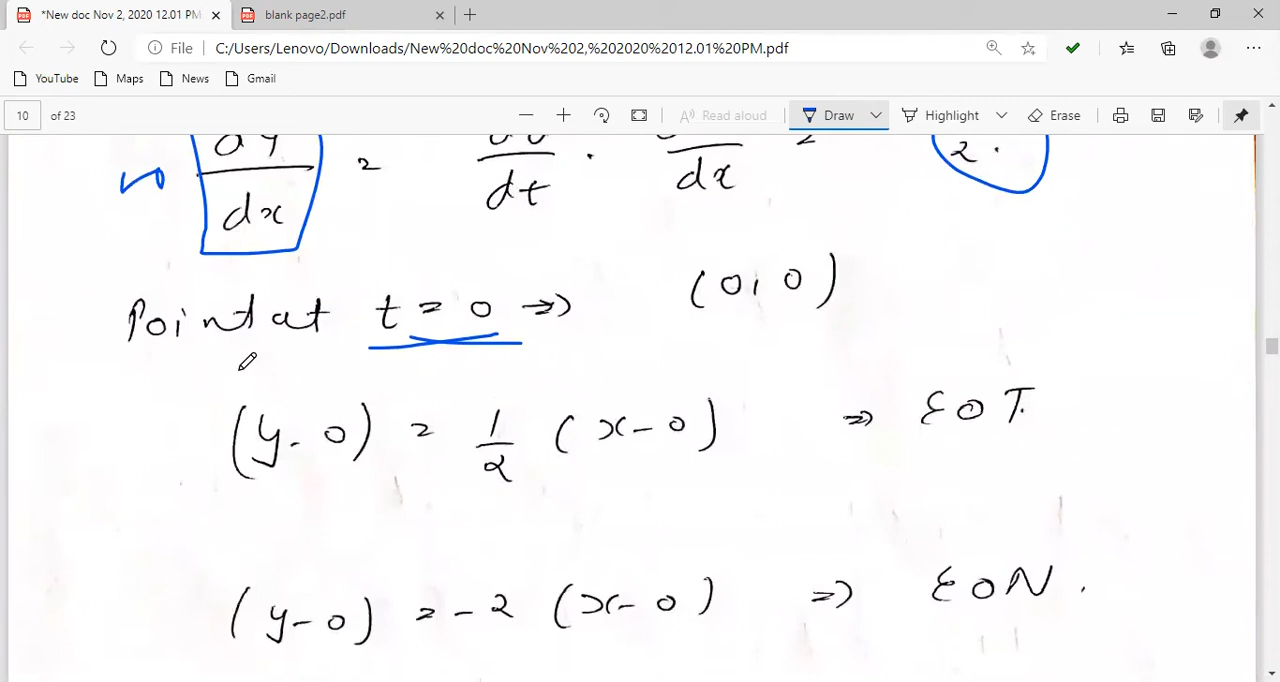 *New doc Nov 2, 2020 12.01 PM.
blank page2.pdf
File C:/Users/Lenovo/Downloads/New%20doc%20Nov%202,%202020%2012.01%20PM.pdf
YouTube Maps News Gmail
10 of 23 Read aloud Draw Highlight Erase
dy/dx = dt · dx = 2.
Point at t = 0 => (0, 0)
(y - 0) = 1/2 (x - 0) => EOT.
(y - 0) = -2 (x - 0) => EON.